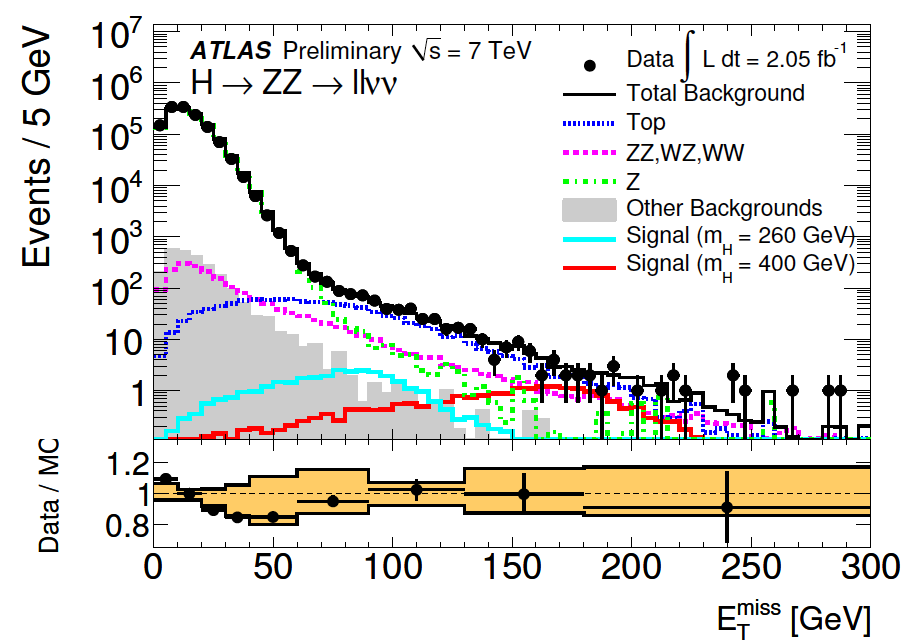 ATLAS Preliminary √s = 7 TeV
H → ZZ → llνν
Data ∫ L dt = 2.05 fb⁻¹
Total Background
Top
ZZ,WZ,WW
Z
Other Backgrounds
Signal (m_H = 260 GeV)
Signal (m_H = 400 GeV)
Events / 5 GeV
10⁷
10⁶
10⁵
10⁴
10³
10²
10
1
Data / MC
1.2
1
0.8
0 50 100 150 200 250 300
E_T^miss [GeV]